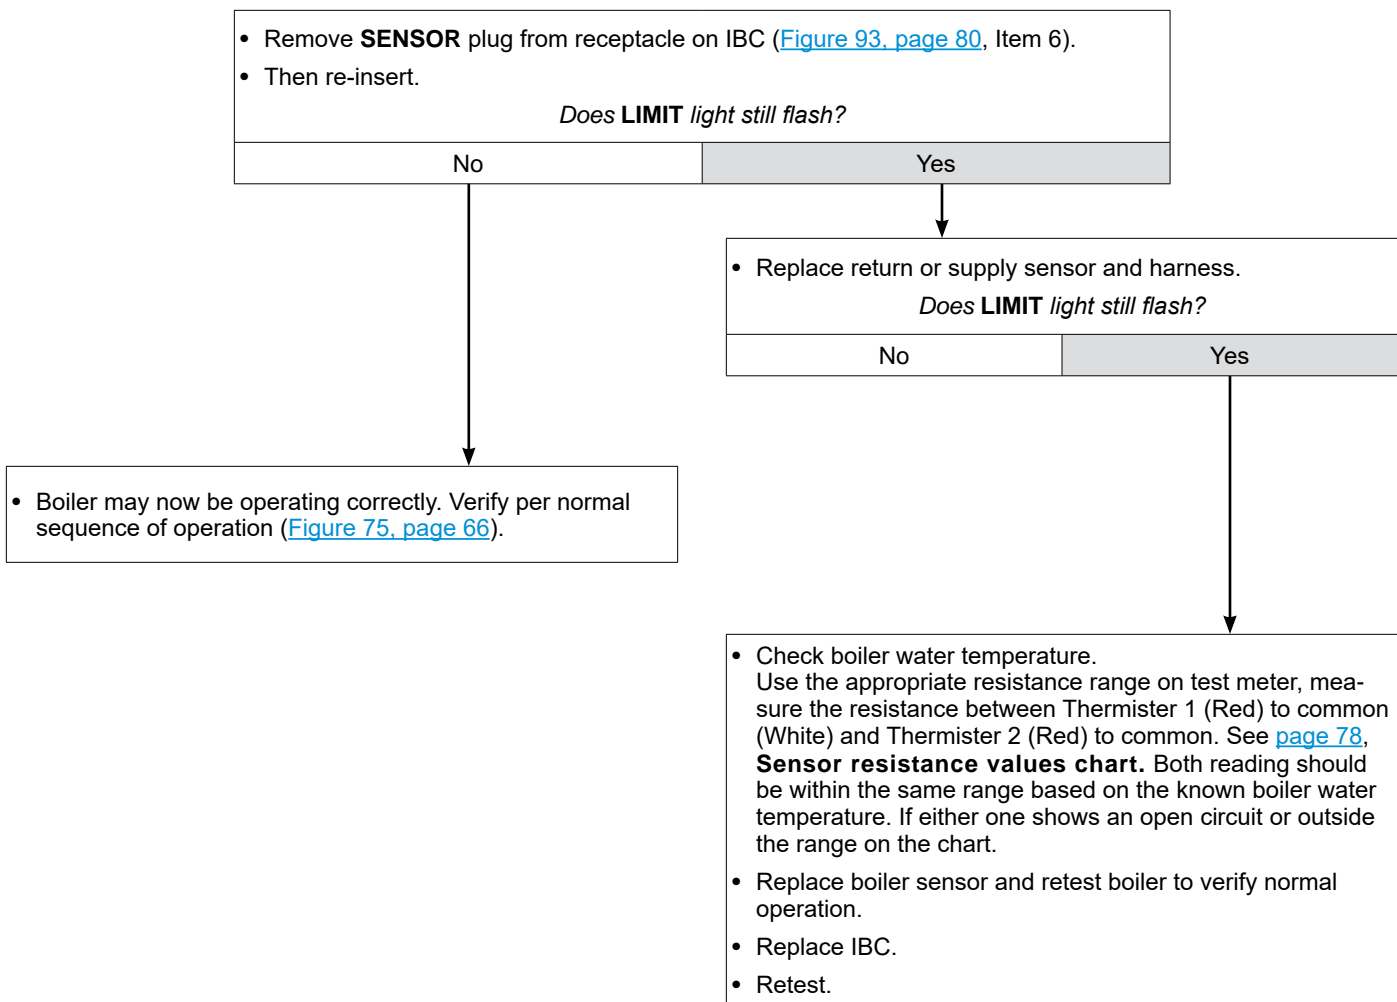 • Remove SENSOR plug from receptacle on IBC (Figure 93, page 80, Item 6).
• Then re-insert.
Does LIMIT light still flash?
No
Yes
• Replace return or supply sensor and harness.
Does LIMIT light still flash?
No
Yes
• Boiler may now be operating correctly. Verify per normal
sequence of operation (Figure 75, page 66).
• Check boiler water temperature.
Use the appropriate resistance range on test meter, mea-
sure the resistance between Thermister 1 (Red) to common
(White) and Thermister 2 (Red) to common. See page 78,
Sensor resistance values chart. Both reading should
be within the same range based on the known boiler water
temperature. If either one shows an open circuit or outside
the range on the chart.
• Replace boiler sensor and retest boiler to verify normal
operation.
• Replace IBC.
• Retest.